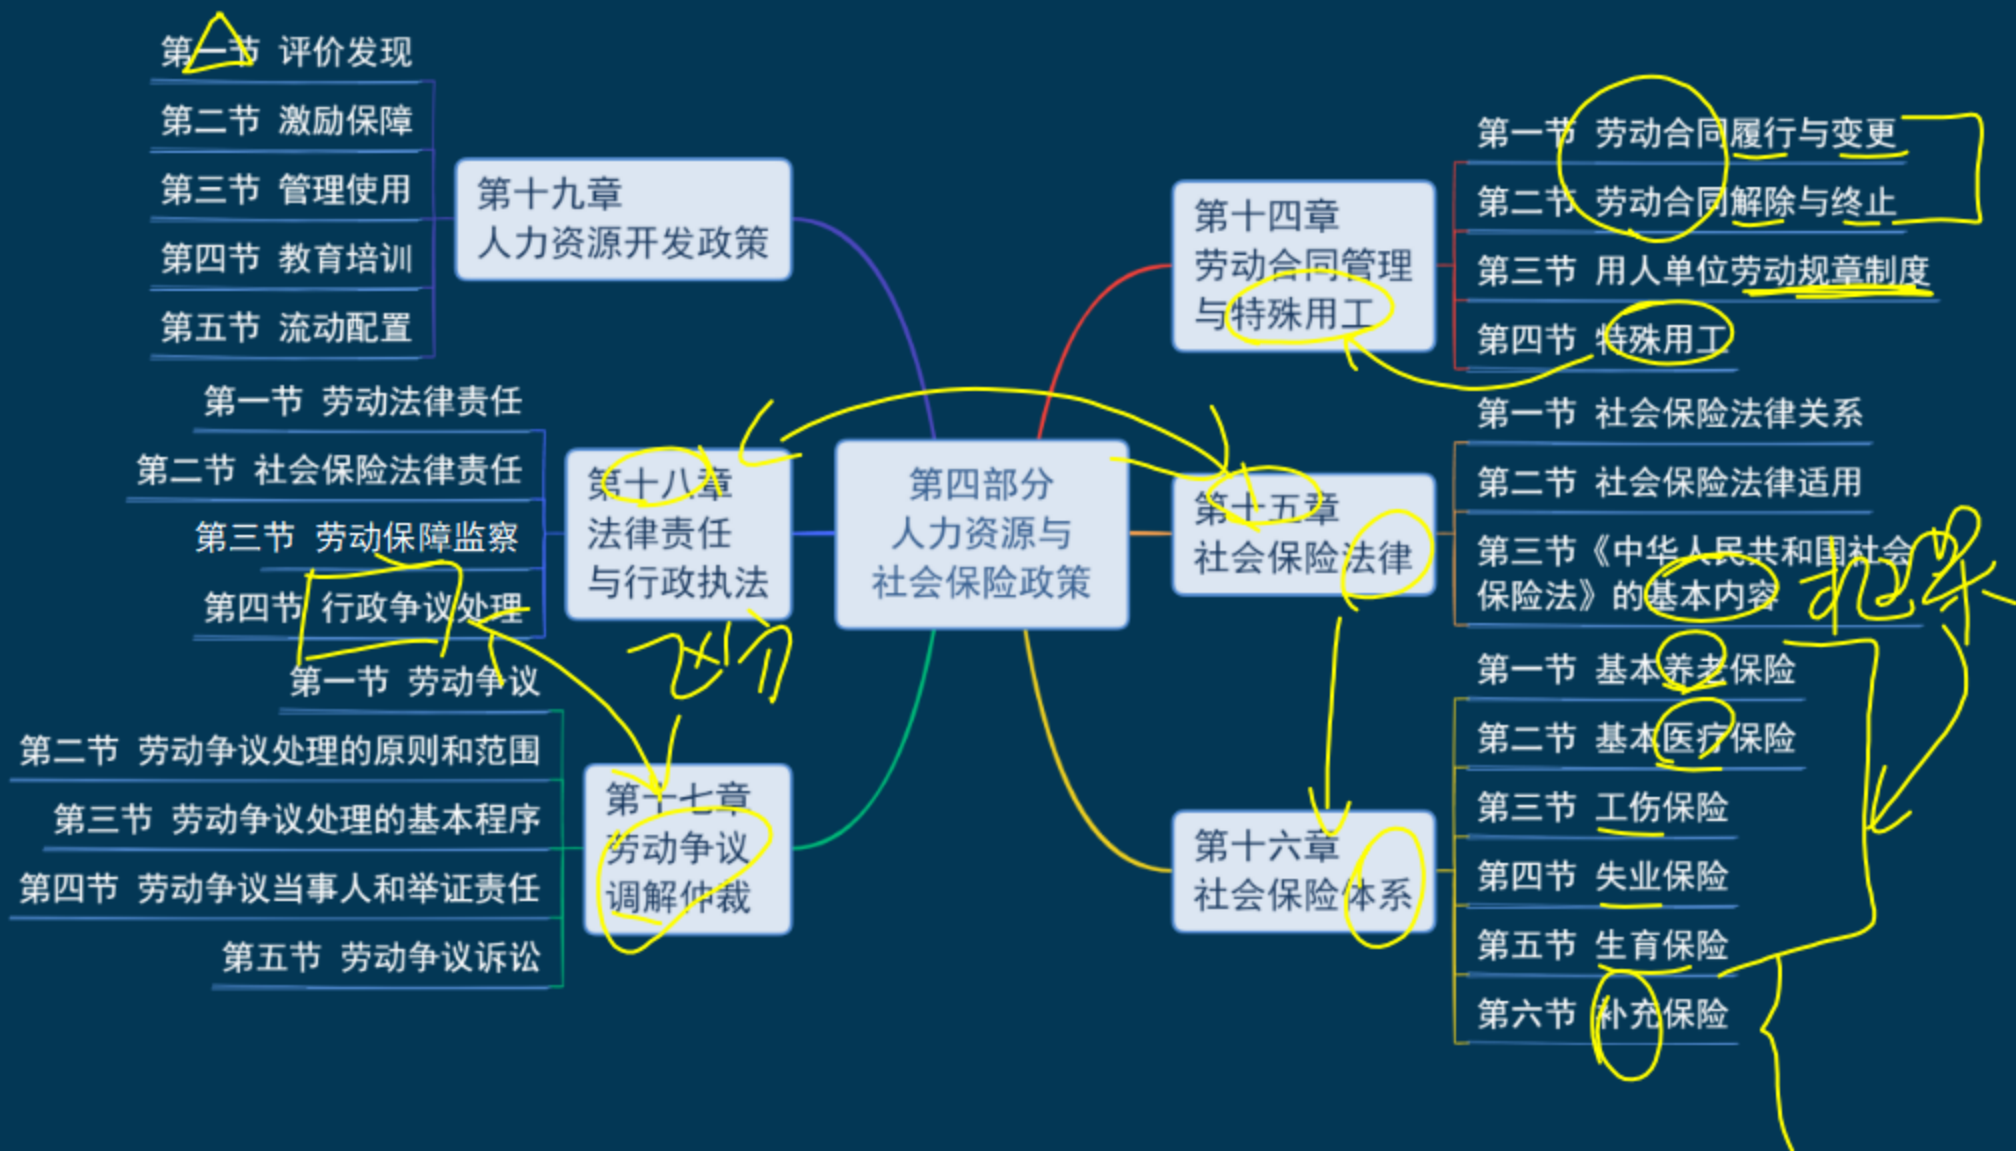 第四部分
人力资源与
社会保险政策
第十四章
劳动合同管理
与特殊用工
第一节 劳动合同履行与变更
第二节 劳动合同解除与终止
第三节 用人单位劳动规章制度
第四节 特殊用工
第十五章
社会保险法律
第一节 社会保险法律关系
第二节 社会保险法律适用
第三节《中华人民共和国社会
保险法》的基本内容
第十六章
社会保险体系
第一节 基本养老保险
第二节 基本医疗保险
第三节 工伤保险
第四节 失业保险
第五节 生育保险
第六节 补充保险
第十七章
劳动争议
调解仲裁
第一节 劳动争议
第二节 劳动争议处理的原则和范围
第三节 劳动争议处理的基本程序
第四节 劳动争议当事人和举证责任
第五节 劳动争议诉讼
第十八章
法律责任
与行政执法
第一节 劳动法律责任
第二节 社会保险法律责任
第三节 劳动保障监察
第四节 行政争议处理
第十九章
人力资源开发政策
第一节 评价发现
第二节 激励保障
第三节 管理使用
第四节 教育培训
第五节 流动配置